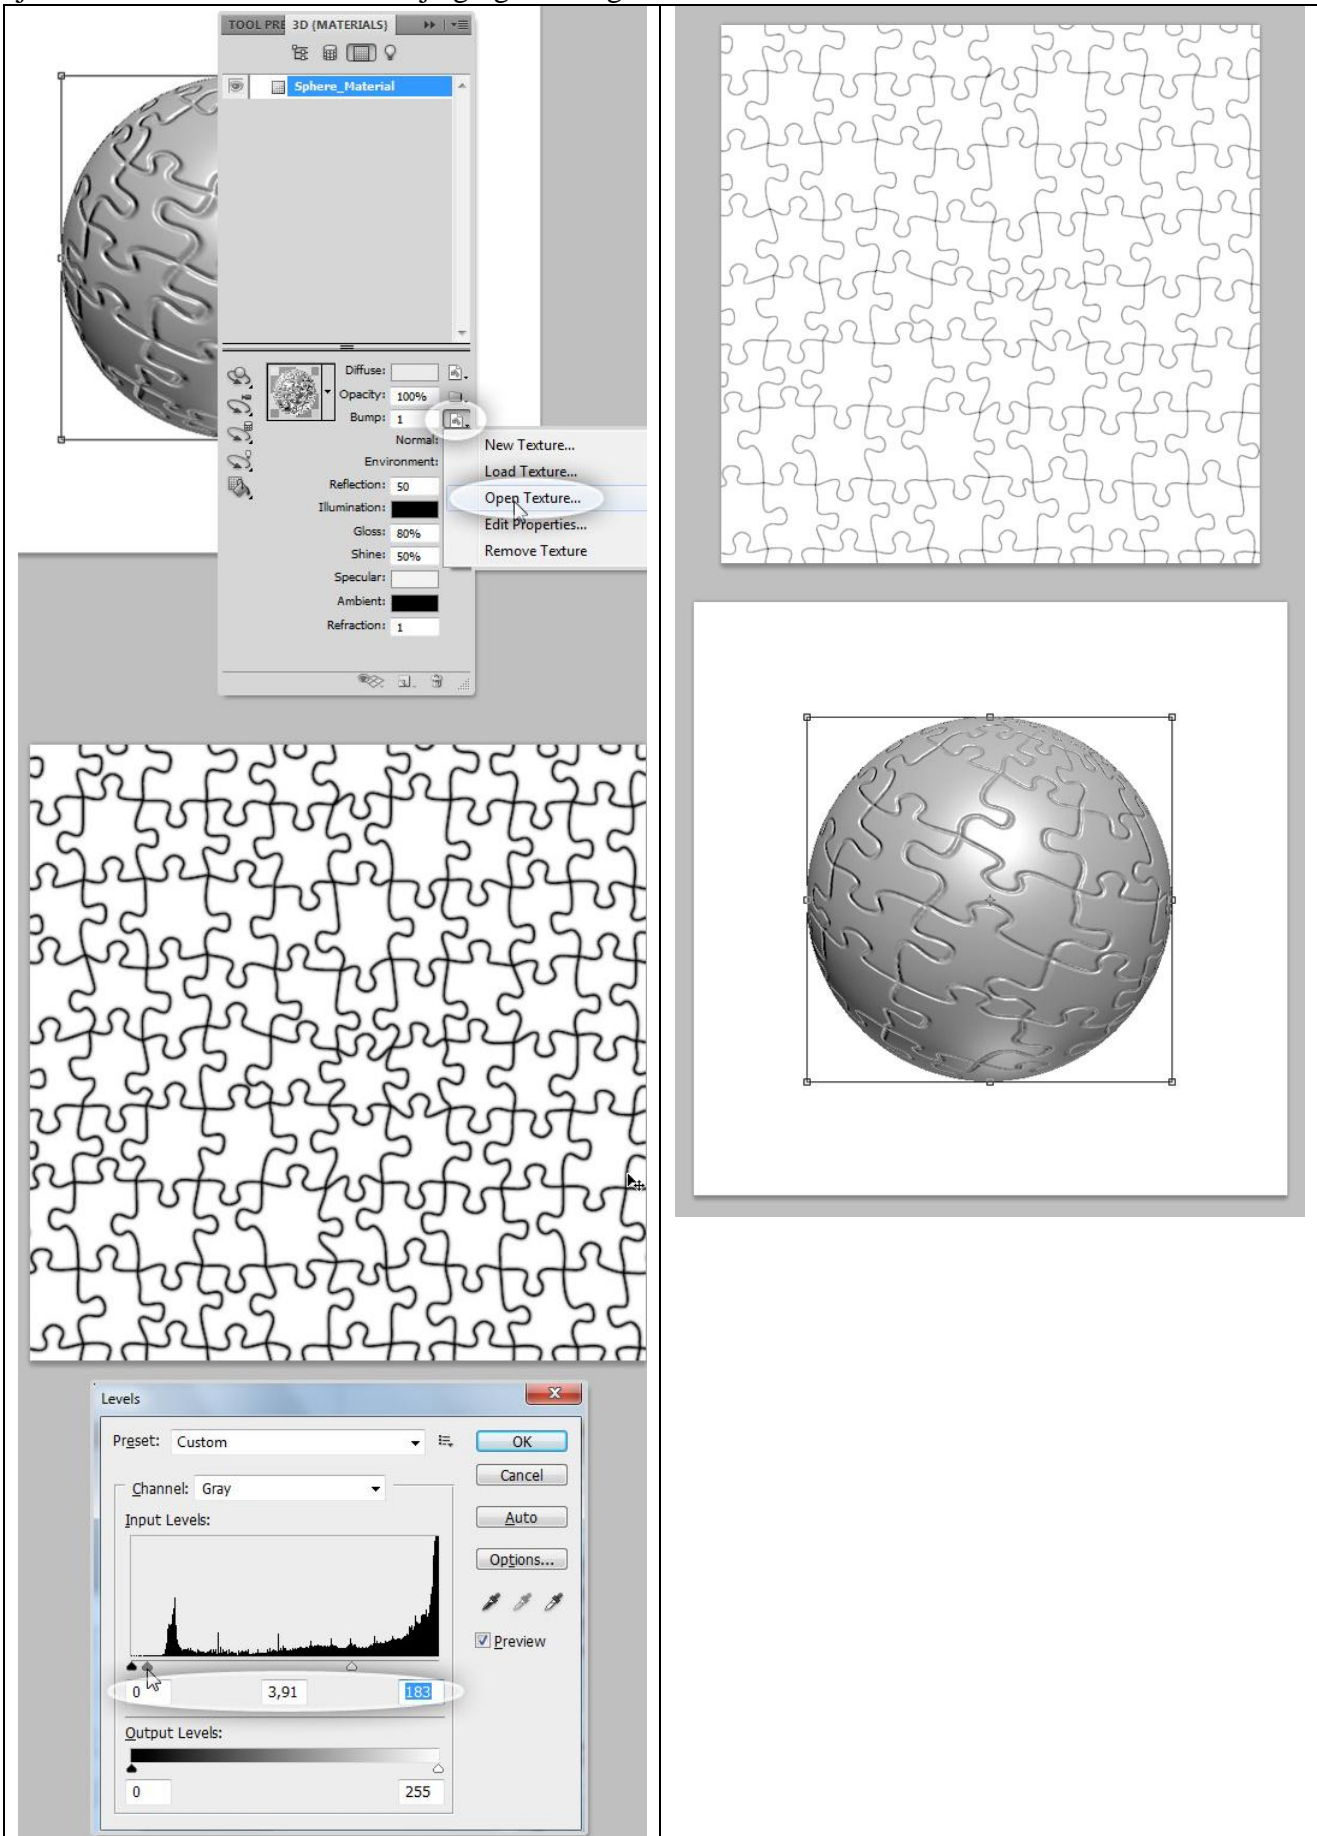 TOOL PRE 3D {MATERIALS}
Sphere_Material
Diffuse:
Opacity: 100%
Bump: 1
Normal:
Environment:
Reflection: 50
Illumination:
Gloss: 80%
Shine: 50%
Specular:
Ambient:
Refraction: 1
New Texture...
Load Texture...
Open Texture...
Edit Properties...
Remove Texture
Levels
Preset: Custom
OK
Cancel
Channel: Gray
Auto
Input Levels:
Options...
Preview
0 3,91 183
Output Levels:
0 255